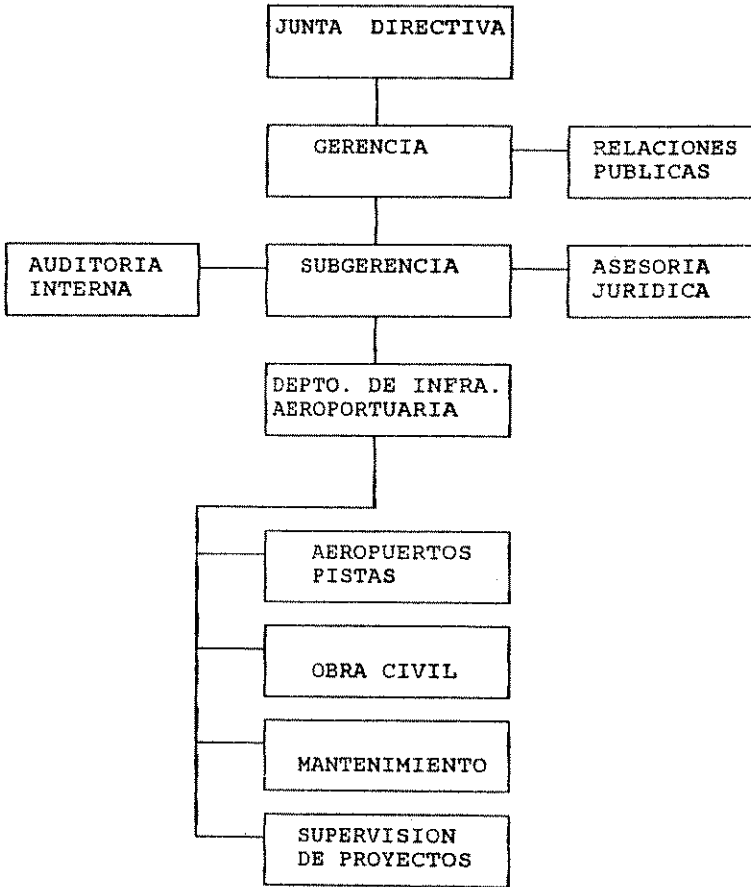 JUNTA DIRECTIVA
GERENCIA
RELACIONES
PUBLICAS
AUDITORIA
INTERNA
SUBGERENCIA
ASESORIA
JURIDICA
DEPTO. DE INFRA.
AEROPORTUARIA
AEROPUERTOS
PISTAS
OBRA CIVIL
MANTENIMIENTO
SUPERVISION
DE PROYECTOS